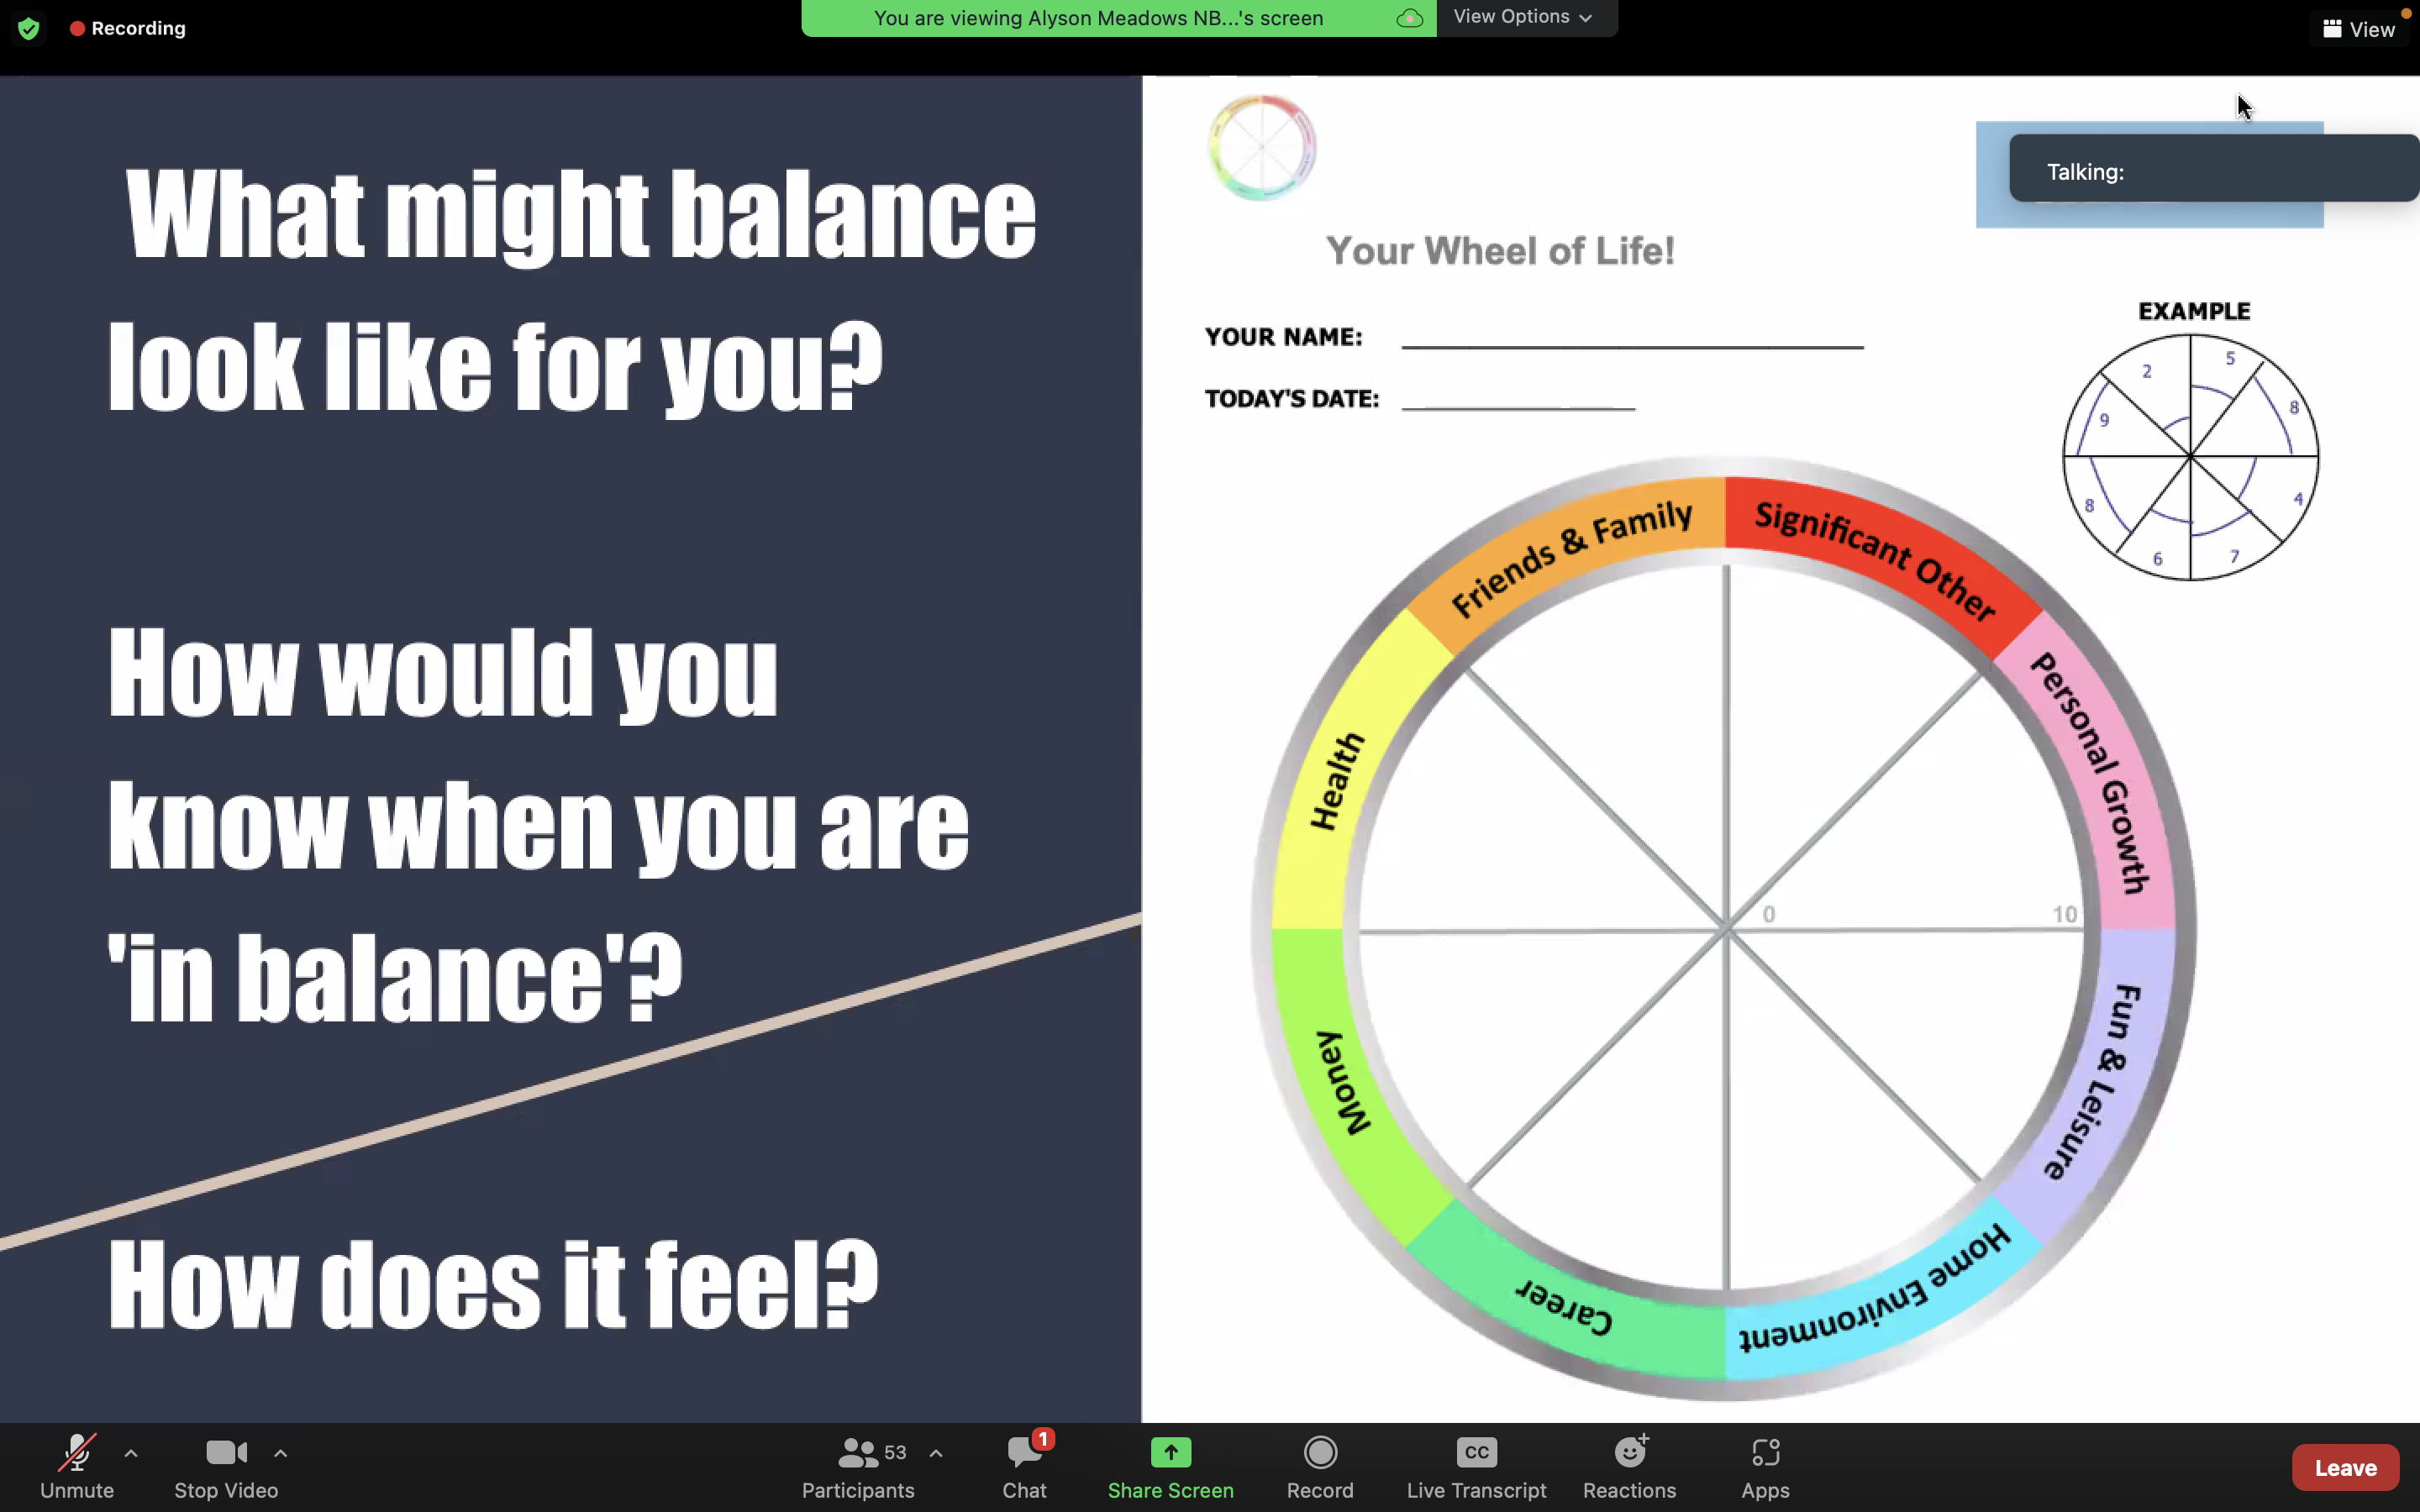 Recording
You are viewing Alyson Meadows NB...'s screen
View Options
View
What might balance
look like for you?
How would you
know when you are
'in balance'?
How does it feel?
Talking:
Your Wheel of Life!
YOUR NAME:
TODAY'S DATE:
EXAMPLE
2
5
9
8
8
4
6
7
Friends & Family
Significant Other
Health
Personal Growth
0
10
Money
Fun & Leisure
Career
Home Environment
Unmute
Stop Video
53
Participants
1
Chat
Share Screen
Record
CC
Live Transcript
Reactions
Apps
Leave